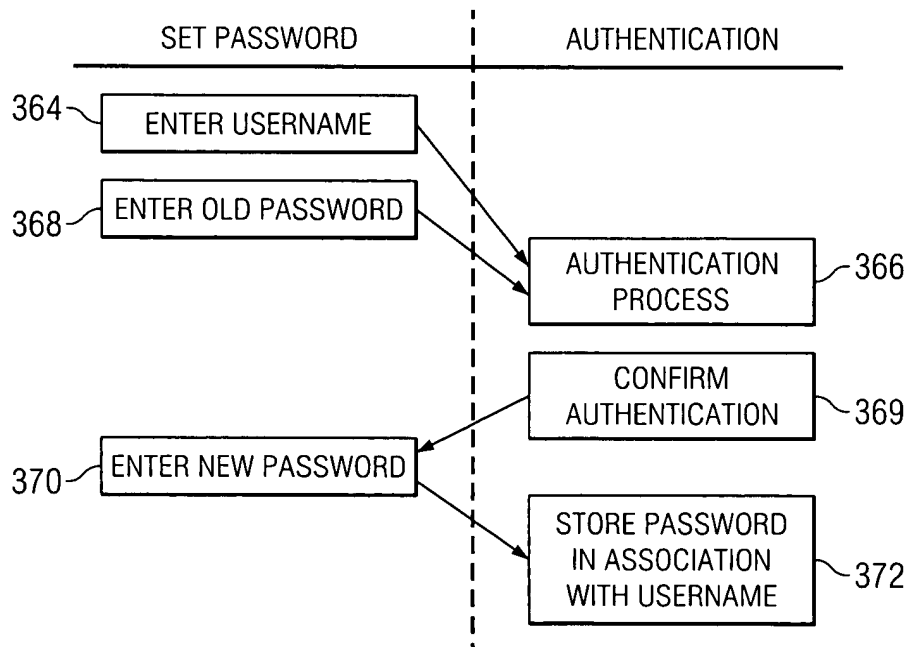 SET PASSWORD
AUTHENTICATION
364
ENTER USERNAME
368
ENTER OLD PASSWORD
AUTHENTICATION
PROCESS
366
CONFIRM
AUTHENTICATION
369
370
ENTER NEW PASSWORD
STORE PASSWORD
IN ASSOCIATION
WITH USERNAME
372